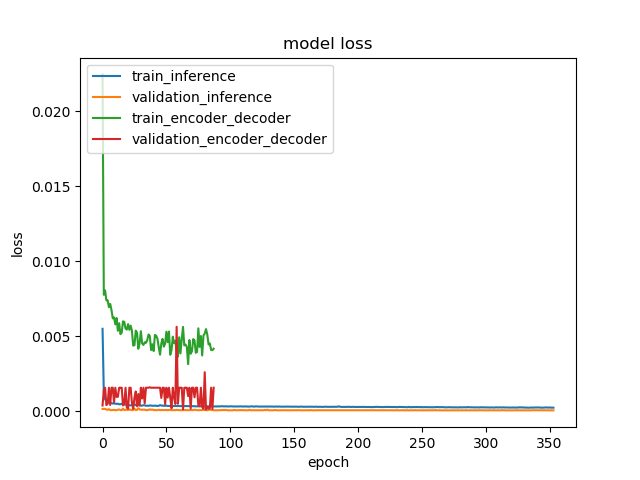 model loss
train_inference
validation_inference
train_encoder_decoder
validation_encoder_decoder
loss
0.020
0.015
0.010
0.005
0.000
0 50 100 150 200 250 300 350
epoch